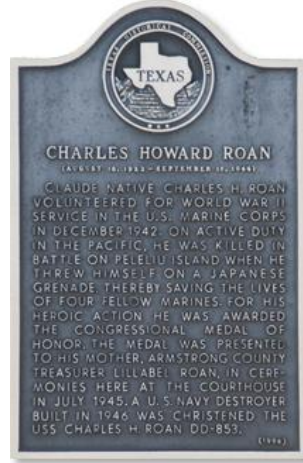 TEXAS HISTORICAL COMMISSION
TEXAS
CHARLES HOWARD ROAN
(AUGUST 16, 1923 – SEPTEMBER 18, 1944)
CLAUDE NATIVE CHARLES H. ROAN
VOLUNTEERED FOR WORLD WAR II
SERVICE IN THE U.S. MARINE CORPS
IN DECEMBER 1942. ON ACTIVE DUTY
IN THE PACIFIC, HE WAS KILLED IN
BATTLE ON PELELIU ISLAND WHEN HE
THREW HIMSELF ON A JAPANESE
GRENADE THEREBY SAVING THE LIVES
OF FOUR FELLOW MARINES. FOR HIS
HEROIC ACTION HE WAS AWARDED
THE CONGRESSIONAL MEDAL OF
HONOR. THE MEDAL WAS PRESENTED
TO HIS MOTHER, ARMSTRONG COUNTY
TREASURER LILLABEL ROAN, IN CERE-
MONIES HERE AT THE COURTHOUSE
IN JULY 1945. A U.S. NAVY DESTROYER
BUILT IN 1946 WAS CHRISTENED THE
USS CHARLES H. ROAN DD-853.
(1996)